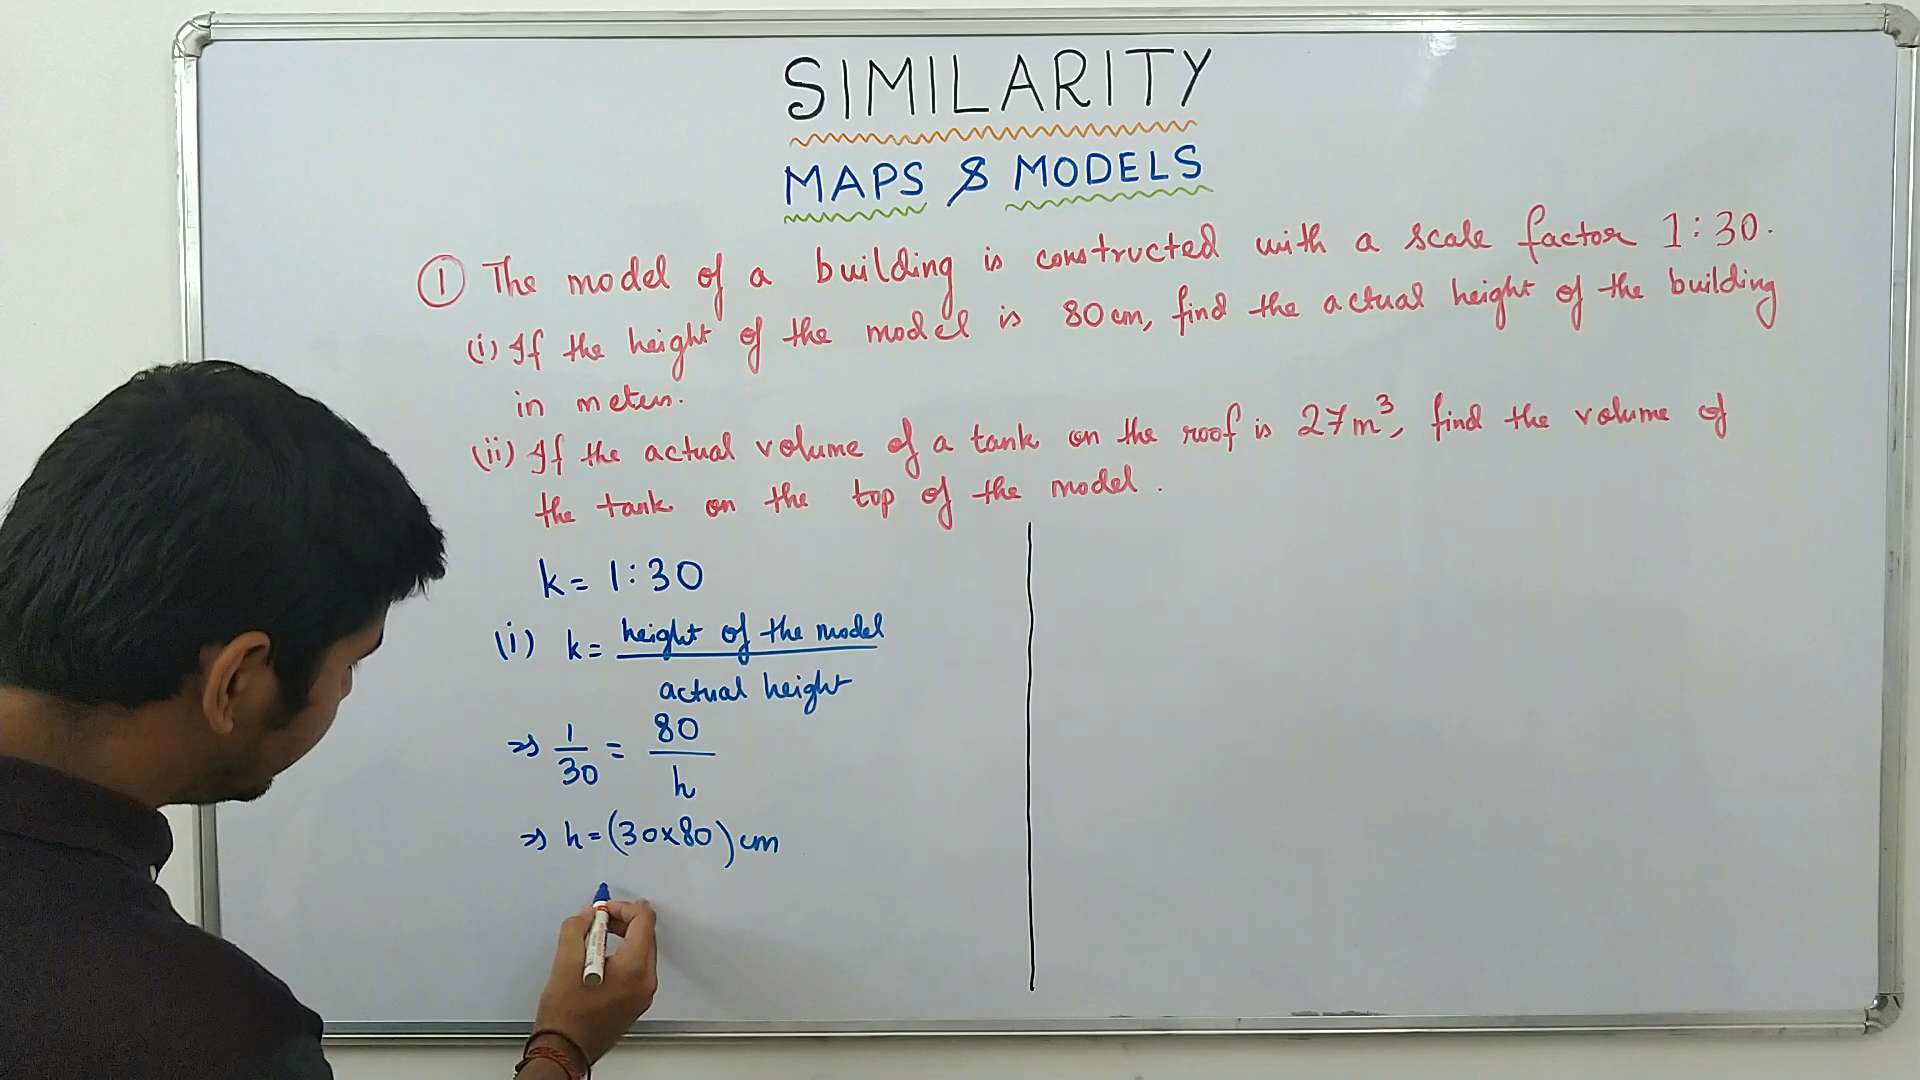 SIMILARITY
MAPS & MODELS
① The model of a building is constructed with a scale factor 1:30.
(i) If the height of the model is 80 cm, find the actual height of the building
in meters.
(ii) If the actual volume of a tank on the roof is 27m³, find the volume of
the tank on the top of the model.
k = 1:30
(i) k = height of the model
actual height
⇒ 1/30 = 80/h
⇒ h = (30×80) cm